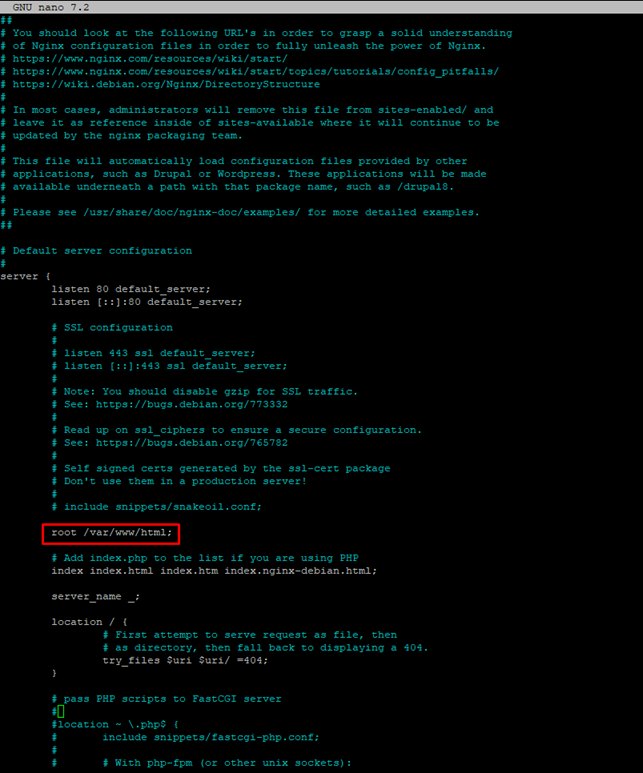 GNU nano 7.2
##
# You should look at the following URL's in order to grasp a solid understanding
# of Nginx configuration files in order to fully unleash the power of Nginx.
# https://www.nginx.com/resources/wiki/start/
# https://www.nginx.com/resources/wiki/start/topics/tutorials/config_pitfalls/
# https://wiki.debian.org/Nginx/DirectoryStructure
#
# In most cases, administrators will remove this file from sites-enabled/ and
# leave it as reference inside of sites-available where it will continue to be
# updated by the nginx packaging team.
#
# This file will automatically load configuration files provided by other
# applications, such as Drupal or Wordpress. These applications will be made
# available underneath a path with that package name, such as /drupal8.
#
# Please see /usr/share/doc/nginx-doc/examples/ for more detailed examples.
##

# Default server configuration
#
server {
        listen 80 default_server;
        listen [::]:80 default_server;

        # SSL configuration
        #
        # listen 443 ssl default_server;
        # listen [::]:443 ssl default_server;
        #
        # Note: You should disable gzip for SSL traffic.
        # See: https://bugs.debian.org/773332
        #
        # Read up on ssl_ciphers to ensure a secure configuration.
        # See: https://bugs.debian.org/765782
        #
        # Self signed certs generated by the ssl-cert package
        # Don't use them in a production server!
        #
        # include snippets/snakeoil.conf;

        root /var/www/html;

        # Add index.php to the list if you are using PHP
        index index.html index.htm index.nginx-debian.html;

        server_name _;

        location / {
                # First attempt to serve request as file, then
                # as directory, then fall back to displaying a 404.
                try_files $uri $uri/ =404;
        }

        # pass PHP scripts to FastCGI server
        #
        #location ~ \.php$ {
        #       include snippets/fastcgi-php.conf;
        #
        #       # With php-fpm (or other unix sockets):